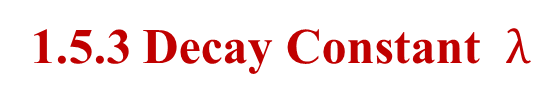 1.5.3 Decay Constant λ